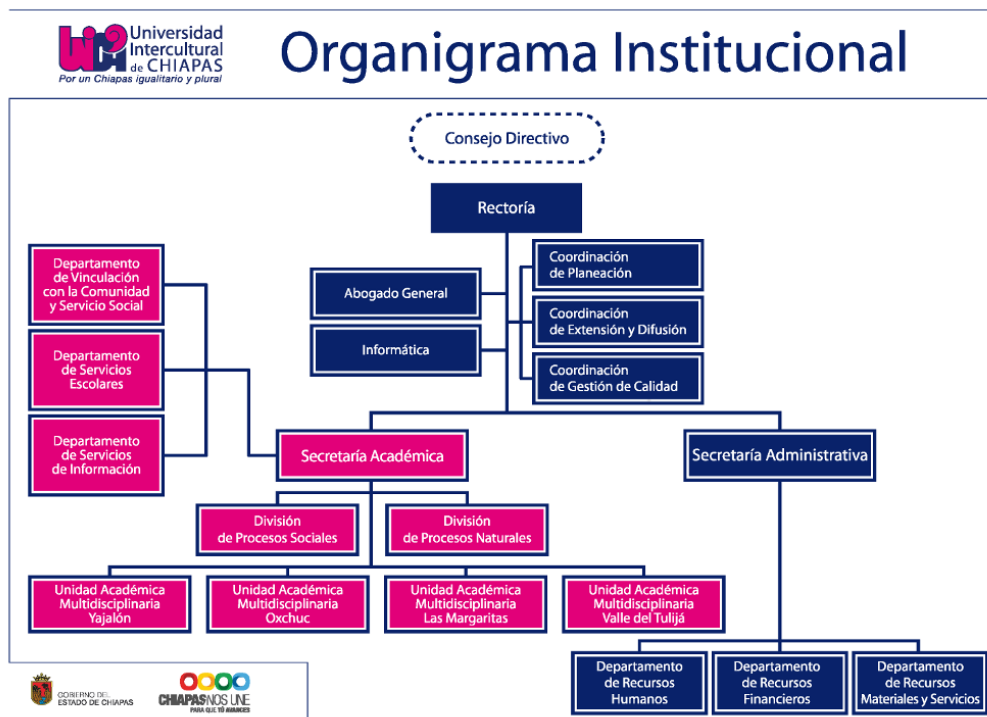 Universidad
Intercultural
de CHIAPAS
Por un Chiapas igualitario y plural
Organigrama Institucional
Consejo Directivo
Rectoría
Departamento
de Vinculación
con la Comunidad
y Servicio Social
Departamento
de Servicios
Escolares
Departamento
de Servicios
de Información
Abogado General
Informática
Coordinación
de Planeación
Coordinación
de Extensión y Difusión
Coordinación
de Gestión de Calidad
Secretaría Académica
Secretaría Administrativa
División
de Procesos Sociales
División
de Procesos Naturales
Unidad Académica
Multidisciplinaria
Yajalón
Unidad Académica
Multidisciplinaria
Oxchuc
Unidad Académica
Multidisciplinaria
Las Margaritas
Unidad Académica
Multidisciplinaria
Valle del Tulijá
Departamento
de Recursos
Humanos
Departamento
de Recursos
Financieros
Departamento
de Recursos
Materiales y Servicios
GOBIERNO DEL
ESTADO DE CHIAPAS
CHIAPASNOS UNE
PARA QUE TÚ AVANCES